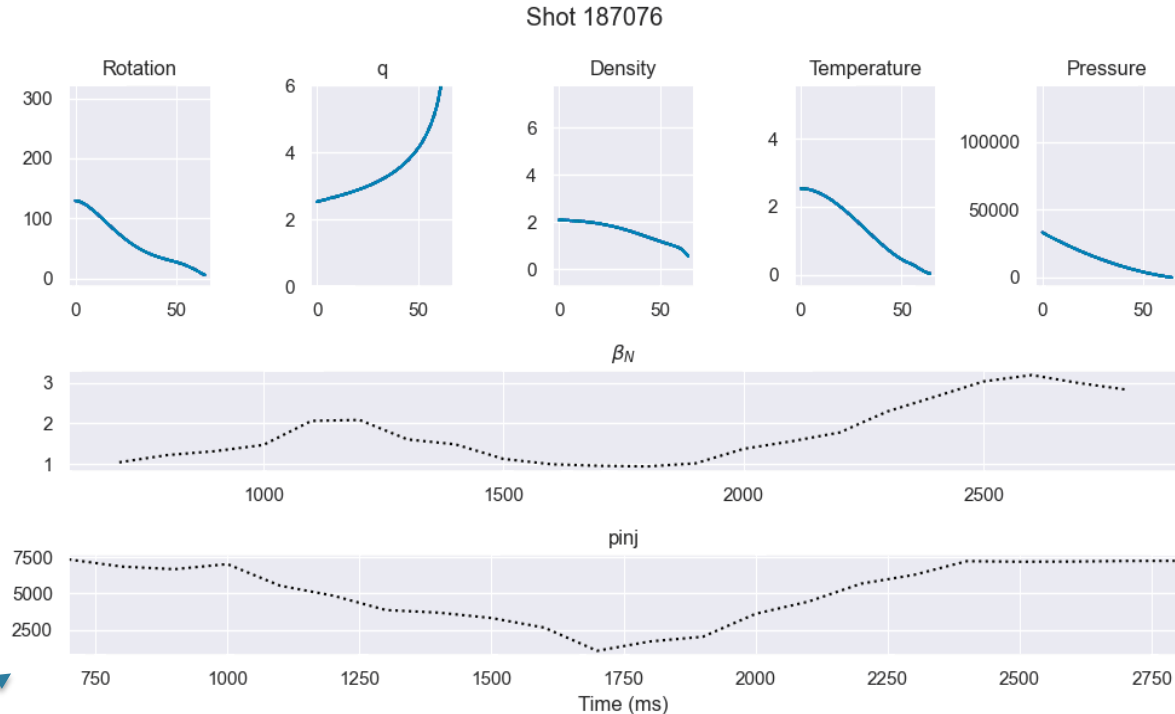 Shot 187076
Rotation q Density Temperature Pressure
300 6 6 4 100000
200 4 4 2 50000
100 2 2 0 0
0 0 0
0 50 0 50 0 50 0 50 0 50
βN
3
2
1
1000 1500 2000 2500
pinj
7500
5000
2500
750 1000 1250 1500 1750 2000 2250 2500 2750
Time (ms)